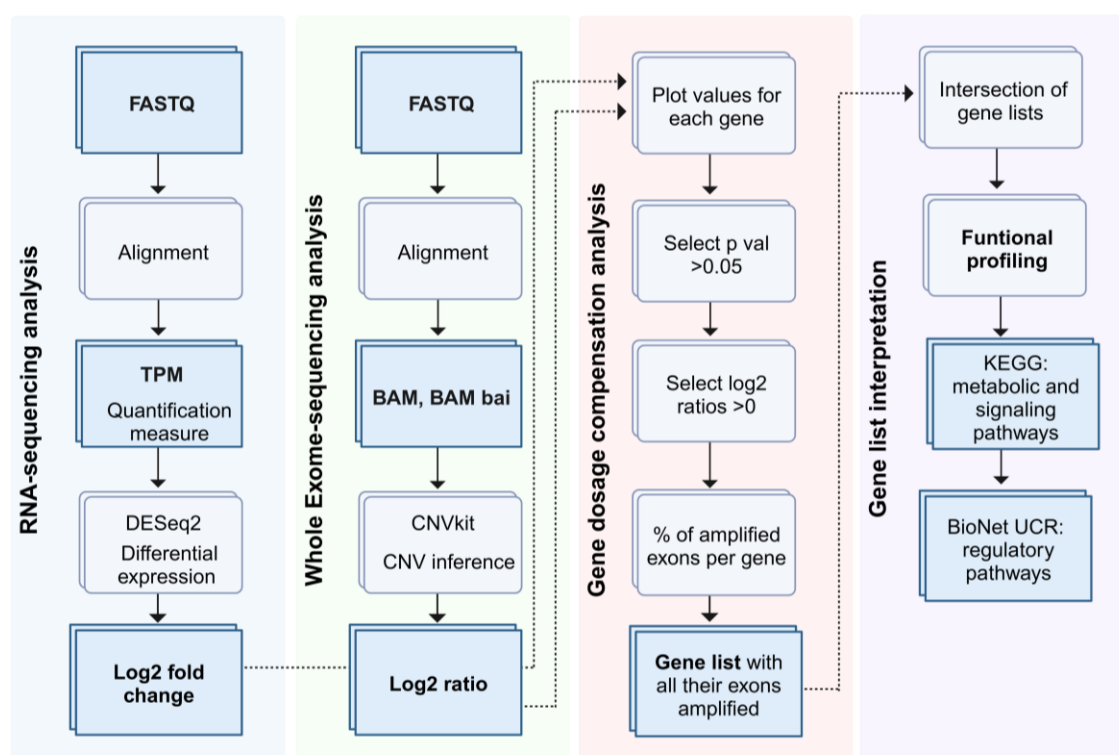 RNA-sequencing analysis
FASTQ
Alignment
TPM
Quantification
measure
DESeq2
Differential
expression
Log2 fold
change
Whole Exome-sequencing analysis
FASTQ
Alignment
BAM, BAM bai
CNVkit
CNV inference
Log2 ratio
Gene dosage compensation analysis
Plot values for
each gene
Select p val
>0.05
Select log2
ratios >0
% of amplified
exons per gene
Gene list with
all their exons
amplified
Gene list interpretation
Intersection of
gene lists
Funtional
profiling
KEGG:
metabolic and
signaling
pathways
BioNet UCR:
regulatory
pathways